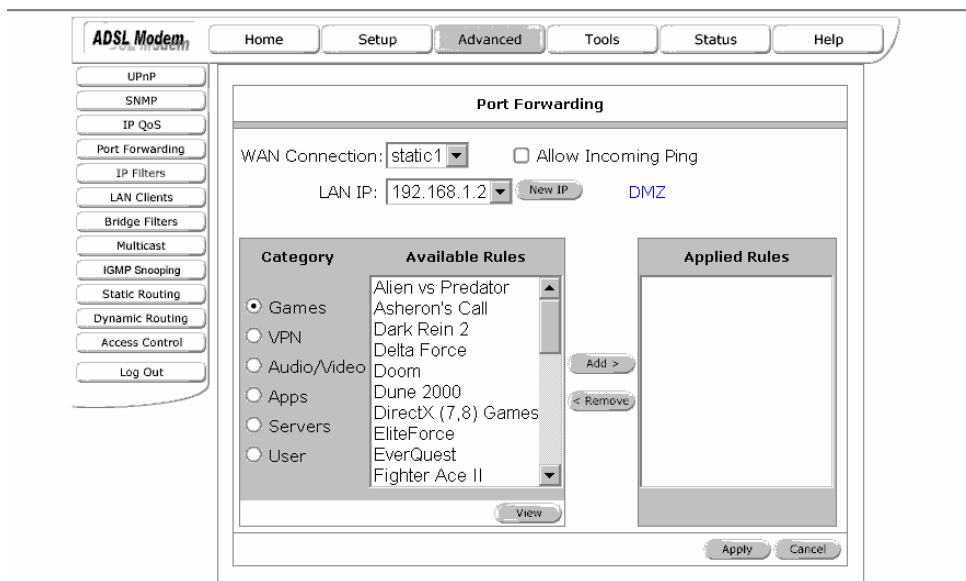 ADSL Modem
Home Setup Advanced Tools Status Help
UPnP
SNMP
IP QoS
Port Forwarding
IP Filters
LAN Clients
Bridge Filters
Multicast
IGMP Snooping
Static Routing
Dynamic Routing
Access Control
Log Out
Port Forwarding
WAN Connection: static1 Allow Incoming Ping
LAN IP: 192.168.1.2 New IP DMZ
Category
Games
VPN
Audio/Video
Apps
Servers
User
Available Rules
Alien vs Predator
Asheron's Call
Dark Rein 2
Delta Force
Doom
Dune 2000
DirectX (7,8) Games
EliteForce
EverQuest
Fighter Ace II
View
Add >
< Remove
Applied Rules
Apply Cancel